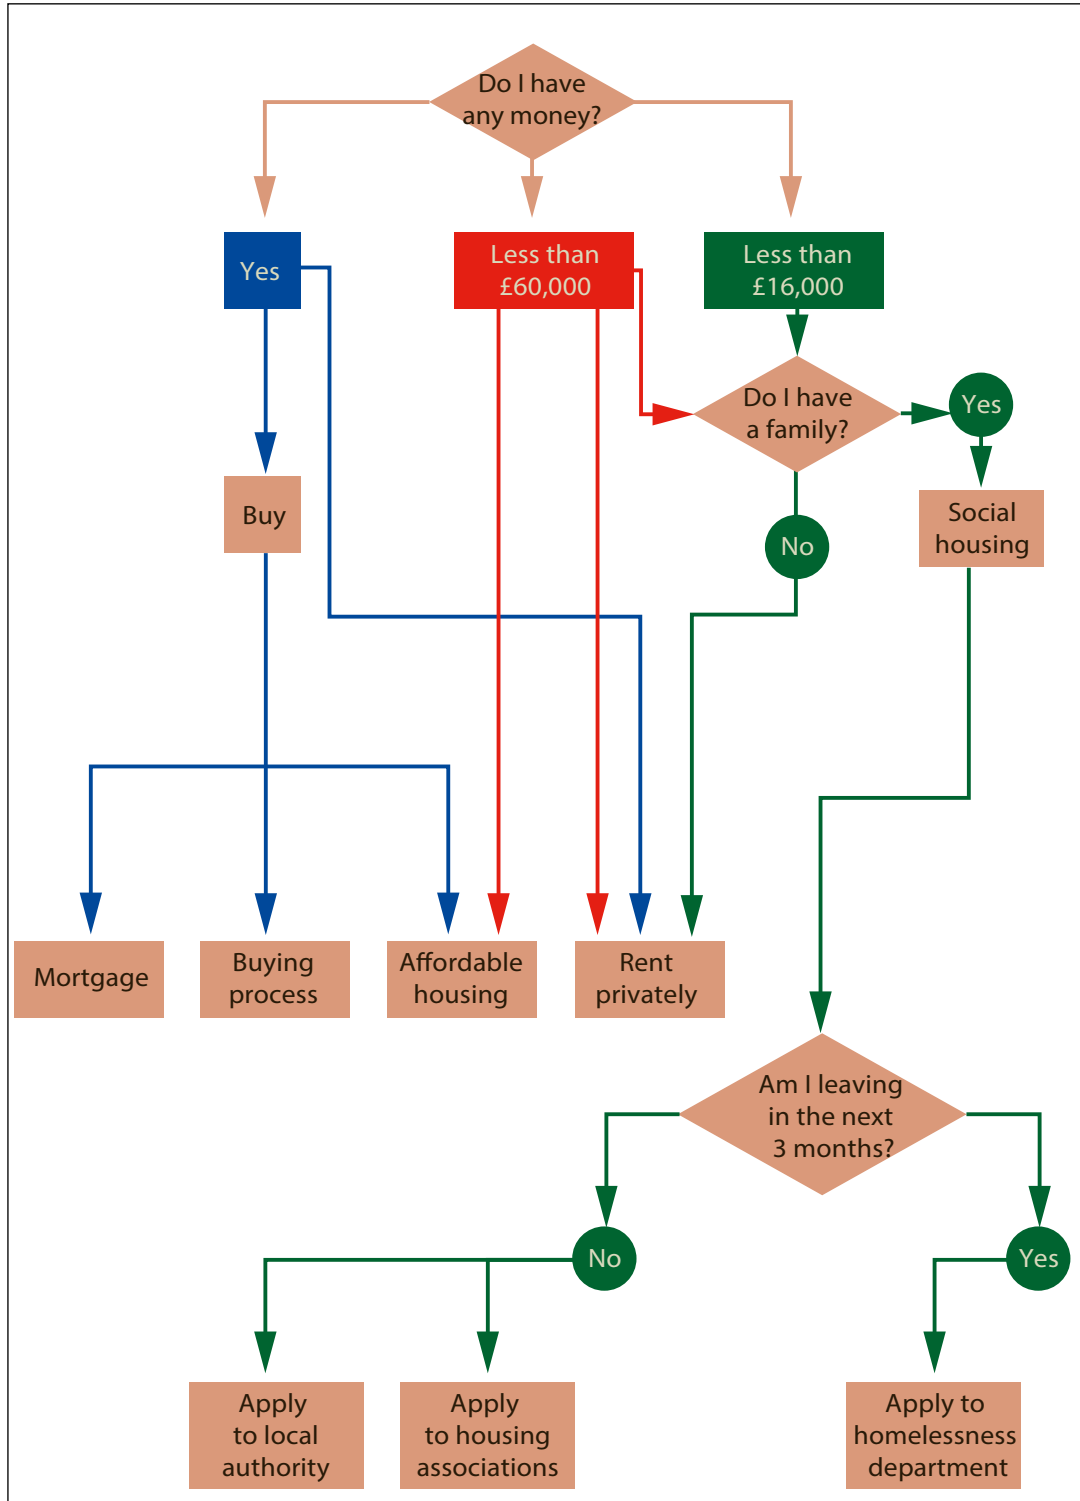 Do I have
any money?
Yes
Less than
£60,000
Less than
£16,000
Do I have
a family?
Yes
Buy
Social
housing
No
Mortgage
Buying
process
Affordable
housing
Rent
privately
Am I leaving
in the next
3 months?
No
Yes
Apply
to local
authority
Apply
to housing
associations
Apply to
homelessness
department